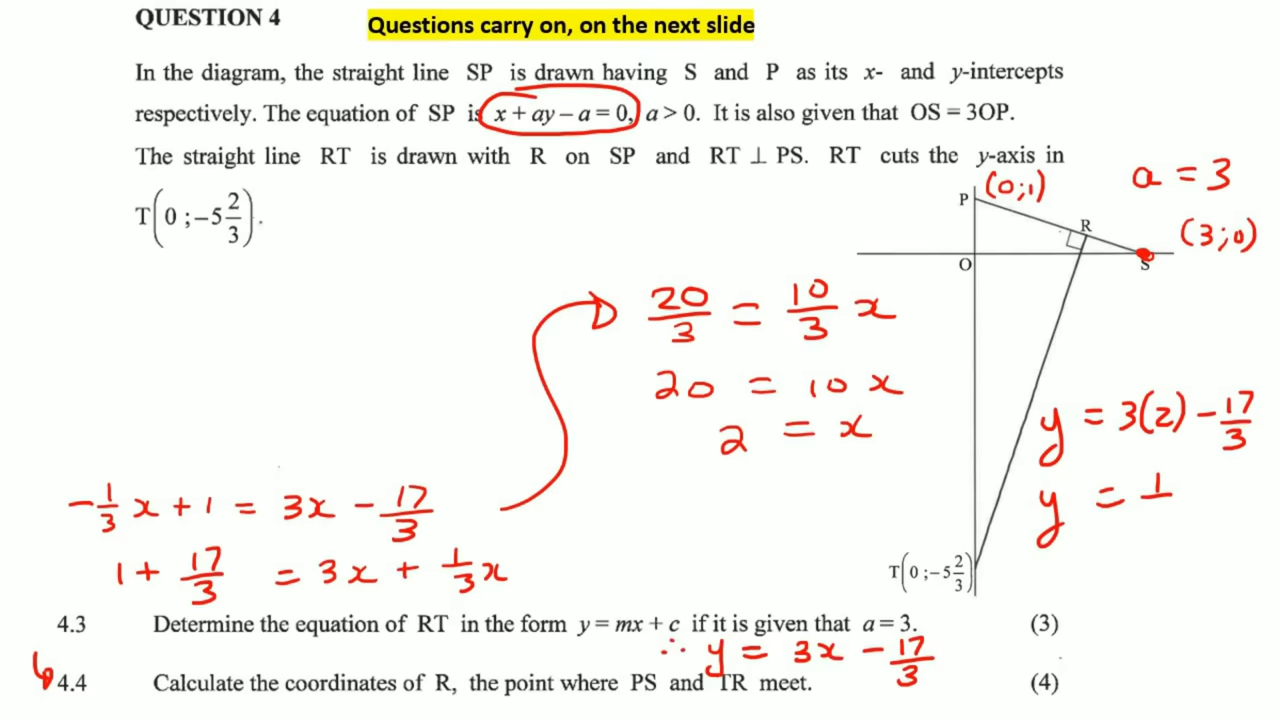 QUESTION 4
Questions carry on, on the next slide
In the diagram, the straight line SP is drawn having S and P as its x- and y-intercepts
respectively. The equation of SP is x + ay – a = 0, a > 0. It is also given that OS = 3OP.
The straight line RT is drawn with R on SP and RT ⊥ PS. RT cuts the y-axis in
T(0 ; –5 2/3).
a = 3
P (0;1)
R
(3;0)
O
S
20/3 = 10/3 x
20 = 10x
2 = x
y = 3(2) – 17/3
y = 1
-1/3 x + 1 = 3x – 17/3
1 + 17/3 = 3x + 1/3 x
T(0 ; –5 2/3)
4.3 Determine the equation of RT in the form y = mx + c if it is given that a = 3. (3)
∴ y = 3x – 17/3
4.4 Calculate the coordinates of R, the point where PS and TR meet. (4)